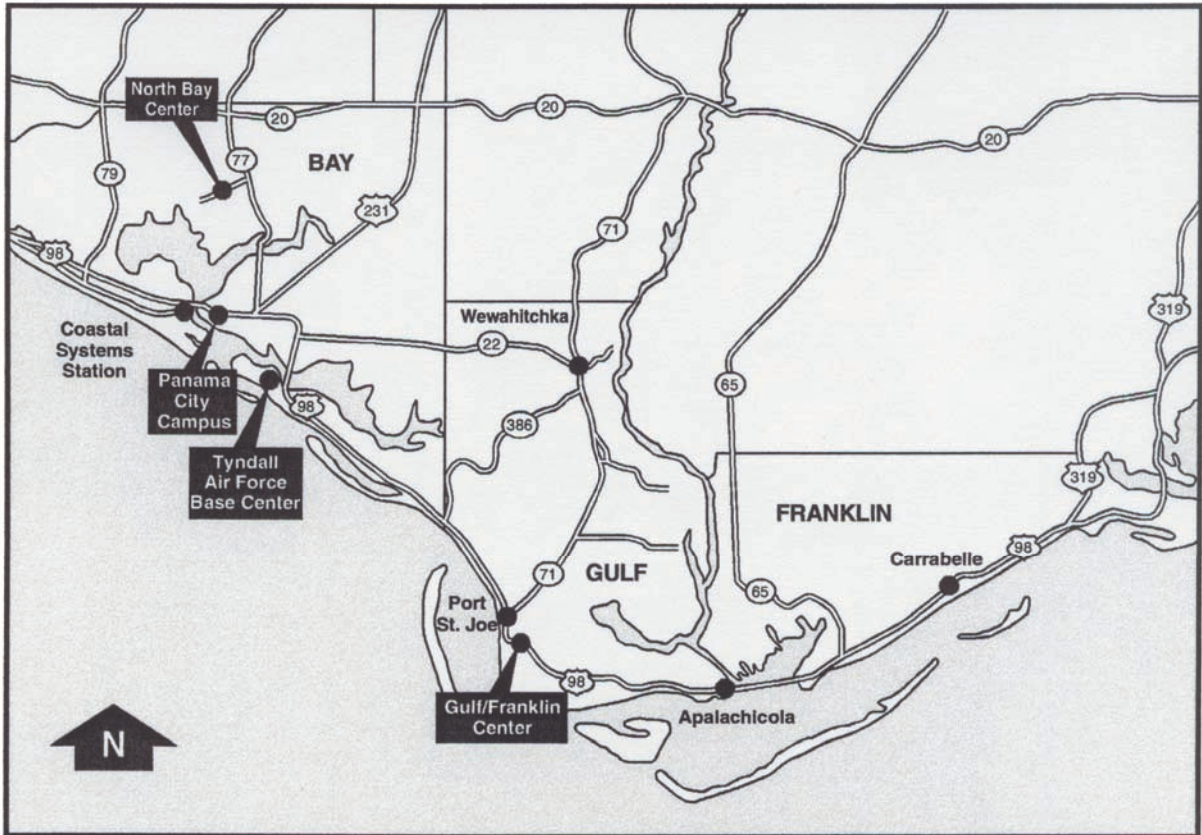 North Bay
Center
20
20
20
79
77
BAY
231
71
98
319
Coastal
Systems
Station
Wewahitchka
22
65
Panama
City
Campus
98
386
Tyndall
Air Force
Base Center
319
FRANKLIN
98
Carrabelle
71
GULF
65
Port
St. Joe
98
Gulf/Franklin
Center
Apalachicola
N